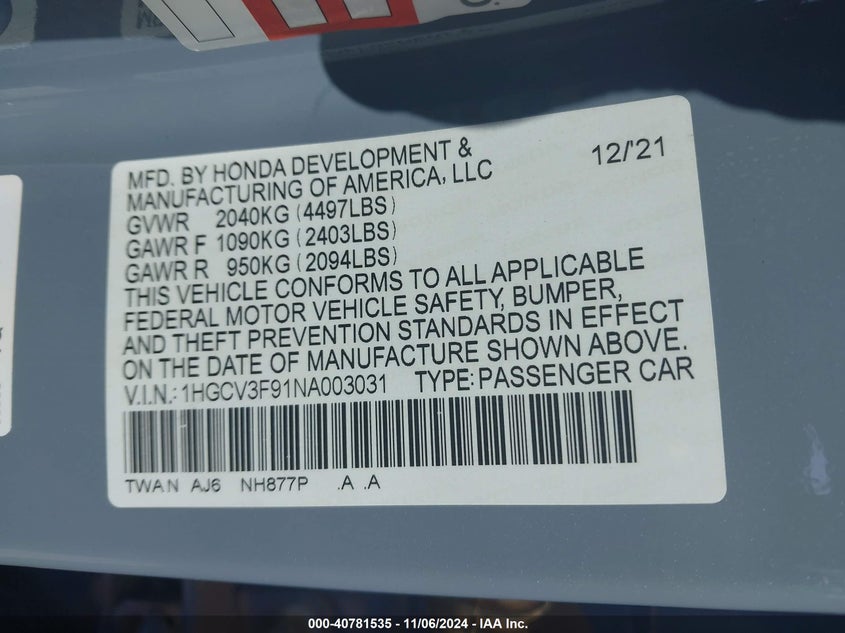 MFD. BY HONDA DEVELOPMENT &
MANUFACTURING OF AMERICA, LLC
12/'21
GVWR 2040KG (4497LBS)
GAWR F 1090KG (2403LBS)
GAWR R 950KG (2094LBS)
THIS VEHICLE CONFORMS TO ALL APPLICABLE
FEDERAL MOTOR VEHICLE SAFETY, BUMPER,
AND THEFT PREVENTION STANDARDS IN EFFECT
ON THE DATE OF MANUFACTURE SHOWN ABOVE.
V.I.N.: 1HGCV3F91NA003031 TYPE: PASSENGER CAR
TWAN AJ6 NH877P .A .A
000-40781535 - 11/06/2024 - IAA Inc.